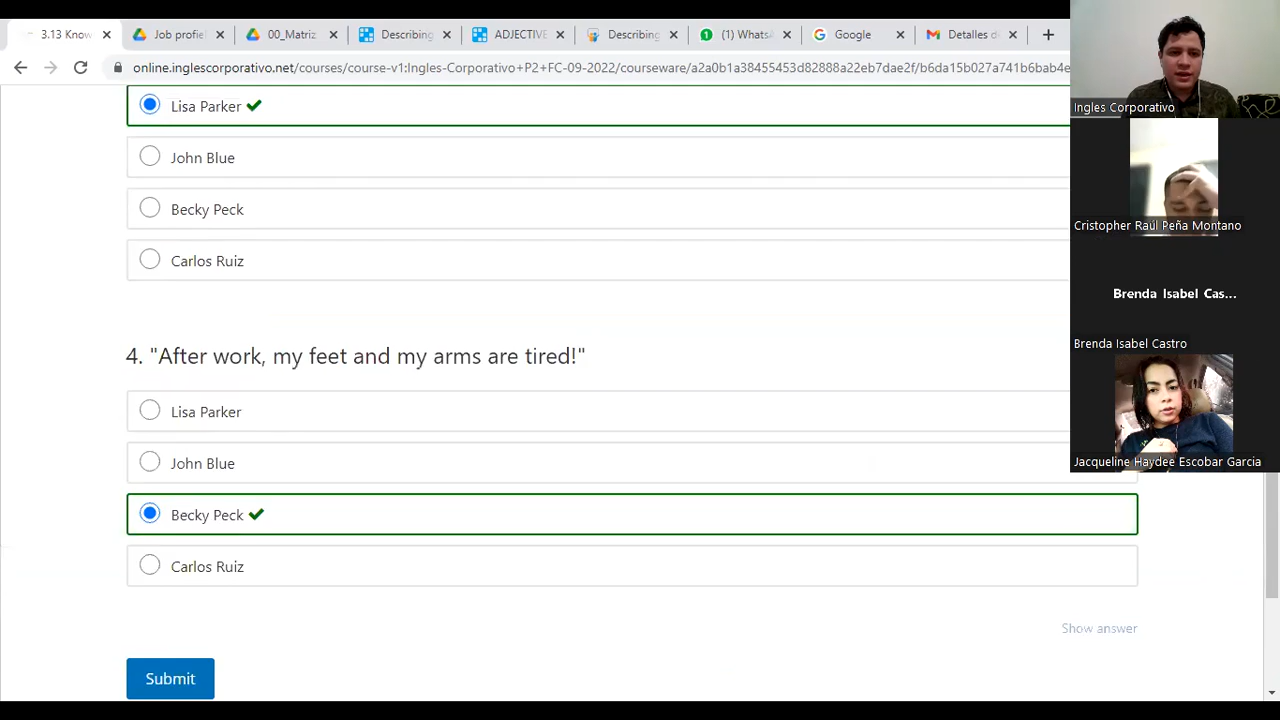 3.13 Know
Job profie
00_Matriz
Describing
ADJECTIVE
Describing
(1) WhatsA
Google
Detalles d
online.inglescorporativo.net/courses/course-v1:Ingles-Corporativo+P2+FC-09-2022/courseware/a2a0b1a38455453d82888a22eb7dae2f/b6da15b027a741b6bab4e
Lisa Parker
John Blue
Becky Peck
Carlos Ruiz
4. "After work, my feet and my arms are tired!"
Lisa Parker
John Blue
Becky Peck
Carlos Ruiz
Show answer
Submit
Ingles Corporativo
Cristopher Raúl Peña Montano
Brenda Isabel Cas...
Brenda Isabel Castro
Jacqueline Haydee Escobar Garcia